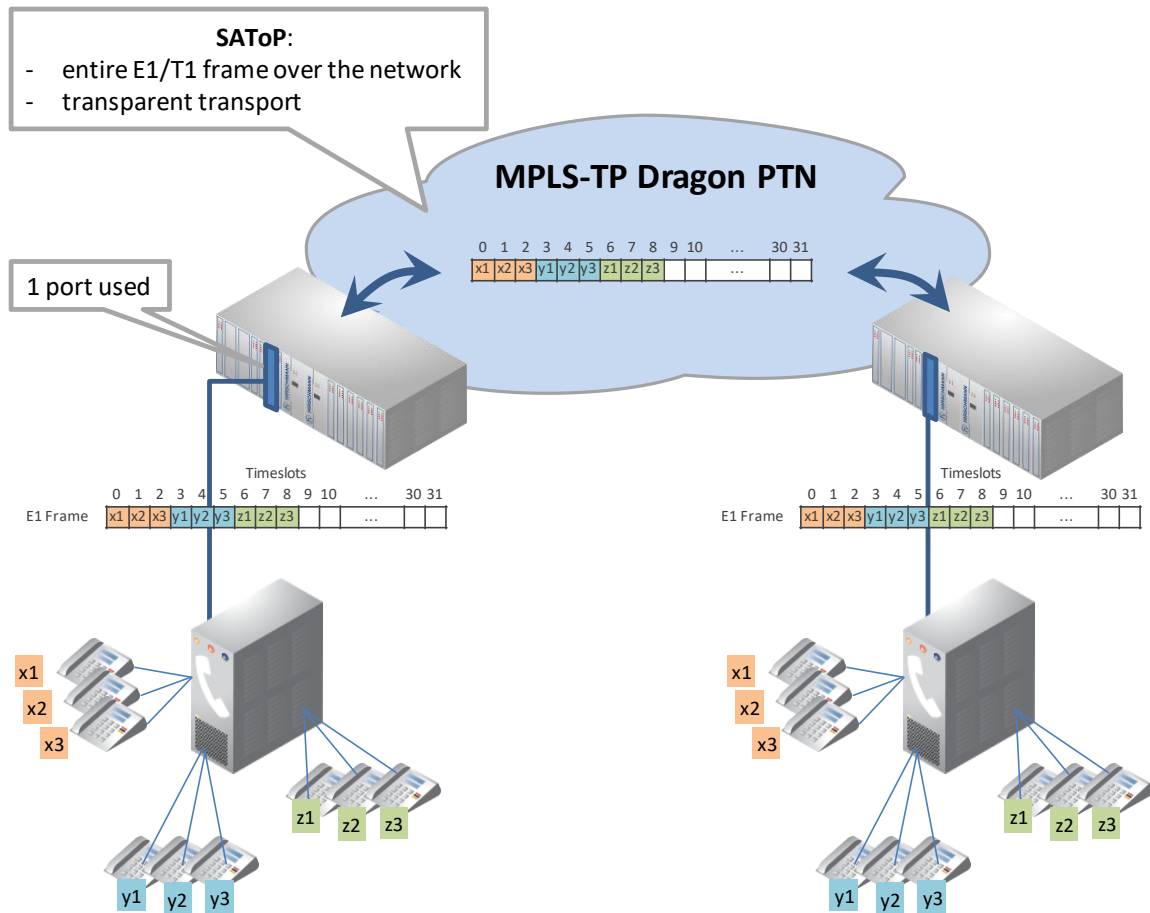 SAToP:
- entire E1/T1 frame over the network
- transparent transport
MPLS-TP Dragon PTN
0 1 2 3 4 5 6 7 8 9 10 ... 30 31
x1 x2 x3 y1 y2 y3 z1 z2 z3 ...
1 port used
HIRSCHMANN HIRSCHMANN
HIRSCHMANN HIRSCHMANN
Timeslots
0 1 2 3 4 5 6 7 8 9 10 ... 30 31
E1 Frame x1 x2 x3 y1 y2 y3 z1 z2 z3 ...
Timeslots
0 1 2 3 4 5 6 7 8 9 10 ... 30 31
E1 Frame x1 x2 x3 y1 y2 y3 z1 z2 z3 ...
x1
x2
x3
z1
z2
z3
y1
y2
y3
x1
x2
x3
z1
z2
z3
y1
y2
y3